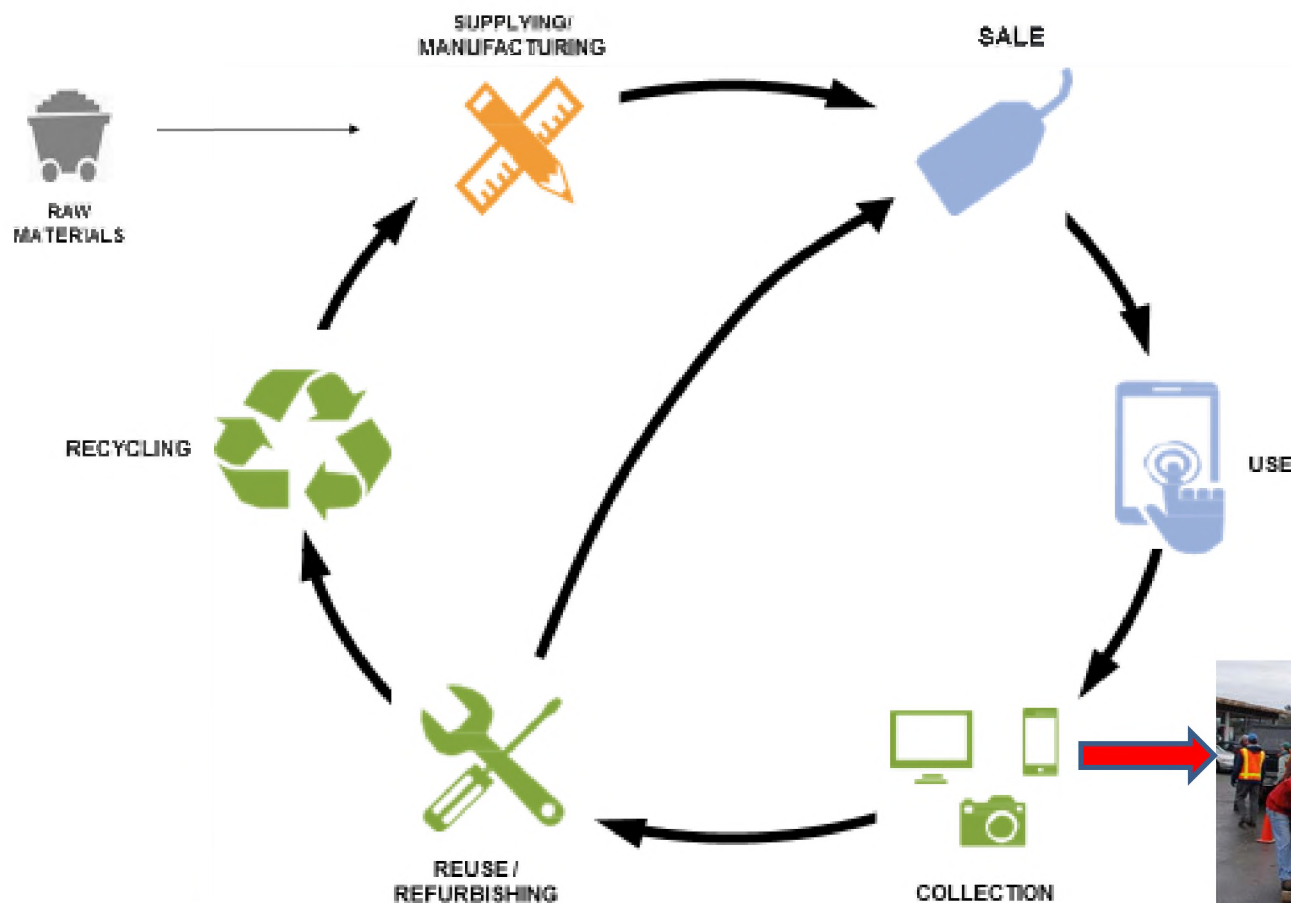 SUPPLYING/
MANUFACTURING
SALE
RAW
MATERIALS
RECYCLING
USE
REUSE /
REFURBISHING
COLLECTION